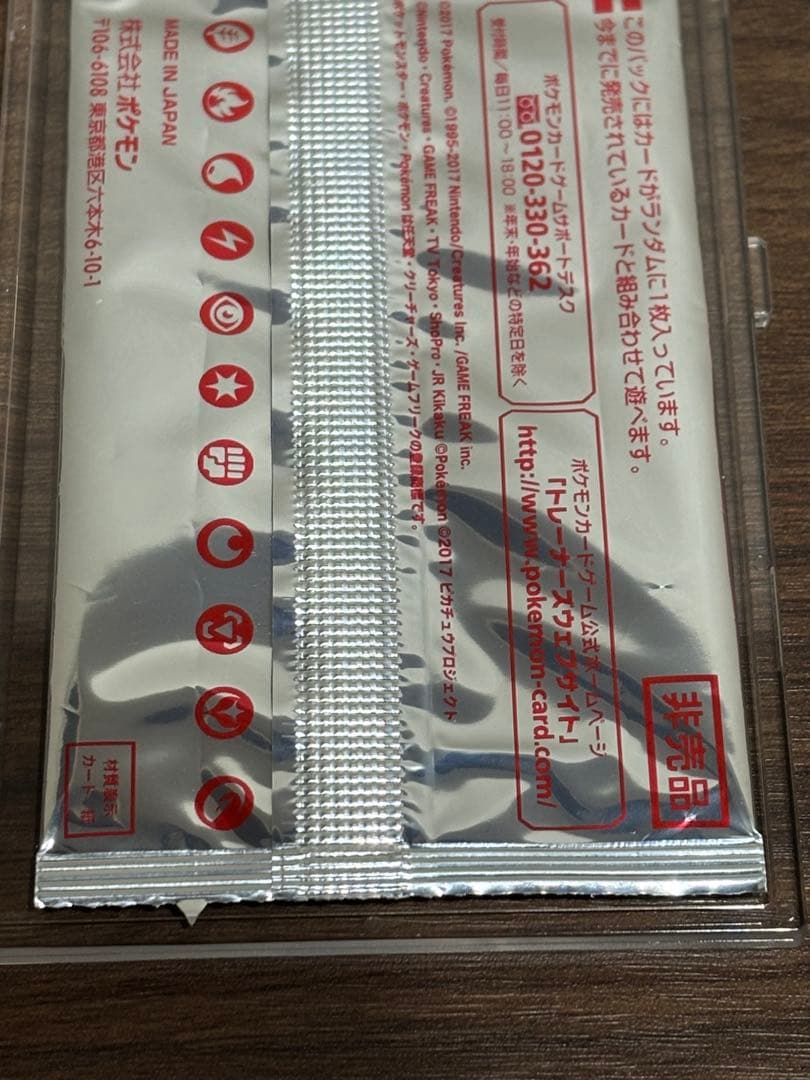 このパックにはカードがランダムに1枚入っています。
今までに発売されているカードと組み合わせて遊べます。
ポケモンカードゲームサポートデスク
0120-330-362
受付時間/毎日11:00~18:00 ※年末・年始などの特定日を除く
ポケモンカードゲーム公式ホームページ
「トレーナーズウェブサイト」
http://www.pokemon-card.com/
非売品
©2017 Pokémon. ©1995-2017 Nintendo/Creatures Inc. /GAME FREAK inc.
©Nintendo・Creatures・GAME FREAK・TV Tokyo・ShoPro・JR Kikaku ©Pokémon ©2017 ピカチュウプロジェクト
ポケットモンスター・ポケモン・Pokémon は任天堂・クリーチャーズ・ゲームフリークの登録商標です。
MADE IN JAPAN
株式会社 ポケモン
〒106-6108 東京都港区六本木6-10-1
材質表示
カード:紙